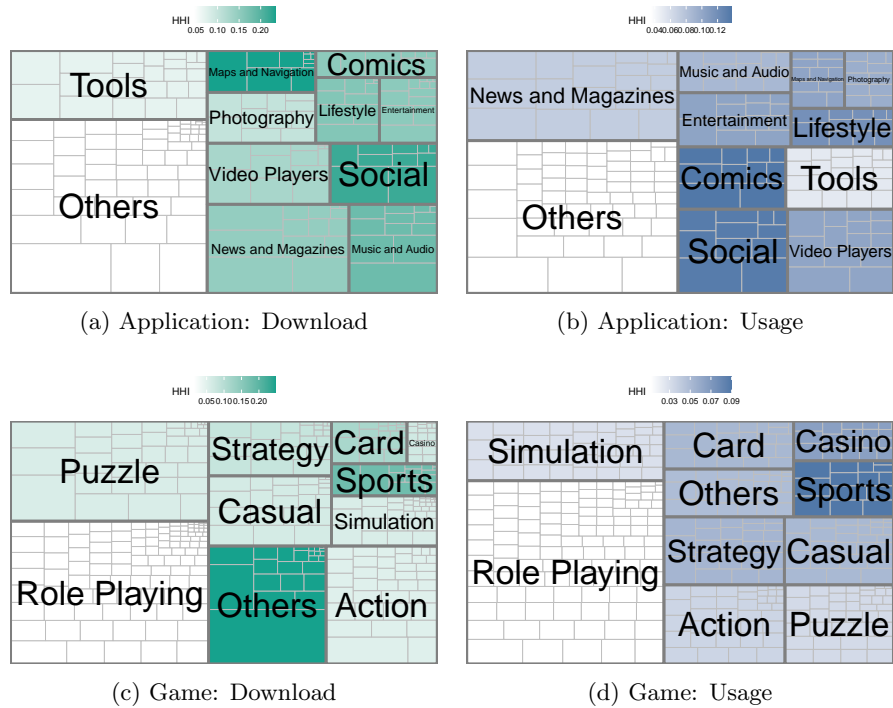 HHI
0.05 0.10 0.15 0.20
Tools
Others
Maps and Navigation
Comics
Photography
Lifestyle
Entertainment
Video Players
Social
News and Magazines
Music and Audio
(a) Application: Download
HHI
0.04 0.06 0.08 0.10 0.12
News and Magazines
Others
Music and Audio
Maps and Navigation
Photography
Entertainment
Lifestyle
Comics
Tools
Social
Video Players
(b) Application: Usage
HHI
0.05 0.10 0.15 0.20
Puzzle
Role Playing
Strategy
Card
Casino
Sports
Casual
Simulation
Others
Action
(c) Game: Download
HHI
0.03 0.05 0.07 0.09
Simulation
Role Playing
Card
Casino
Others
Sports
Strategy
Casual
Action
Puzzle
(d) Game: Usage